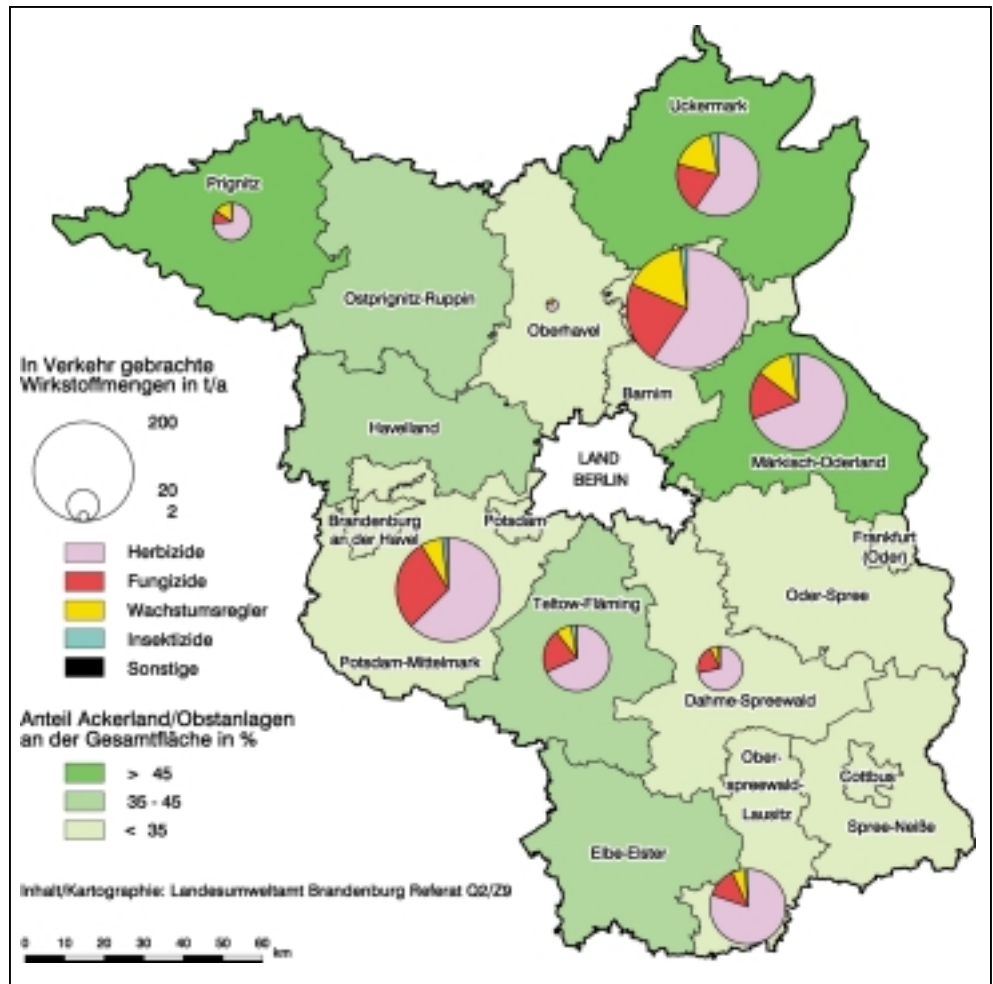 Uckermark
Prignitz
Ostprignitz-Ruppin
Oberhavel
Barnim
Havelland
LAND
BERLIN
Märkisch-Oderland
Brandenburg
an der Havel
Potsdam
Frankfurt
(Oder)
Teltow-Fläming
Oder-Spree
Potsdam-Mittelmark
Dahme-Spreewald
Ober-
spreewald-
Lausitz
Cottbus
Spree-Neiße
Elbe-Elster
In Verkehr gebrachte
Wirkstoffmengen in t/a
200
20
2
Herbizide
Fungizide
Wachstumsregler
Insektizide
Sonstige
Anteil Ackerland/Obstanlagen
an der Gesamtfläche in %
> 45
35 - 45
< 35
Inhalt/Kartographie: Landesumweltamt Brandenburg Referat Q2/Z9
0 10 20 30 40 50 60 km